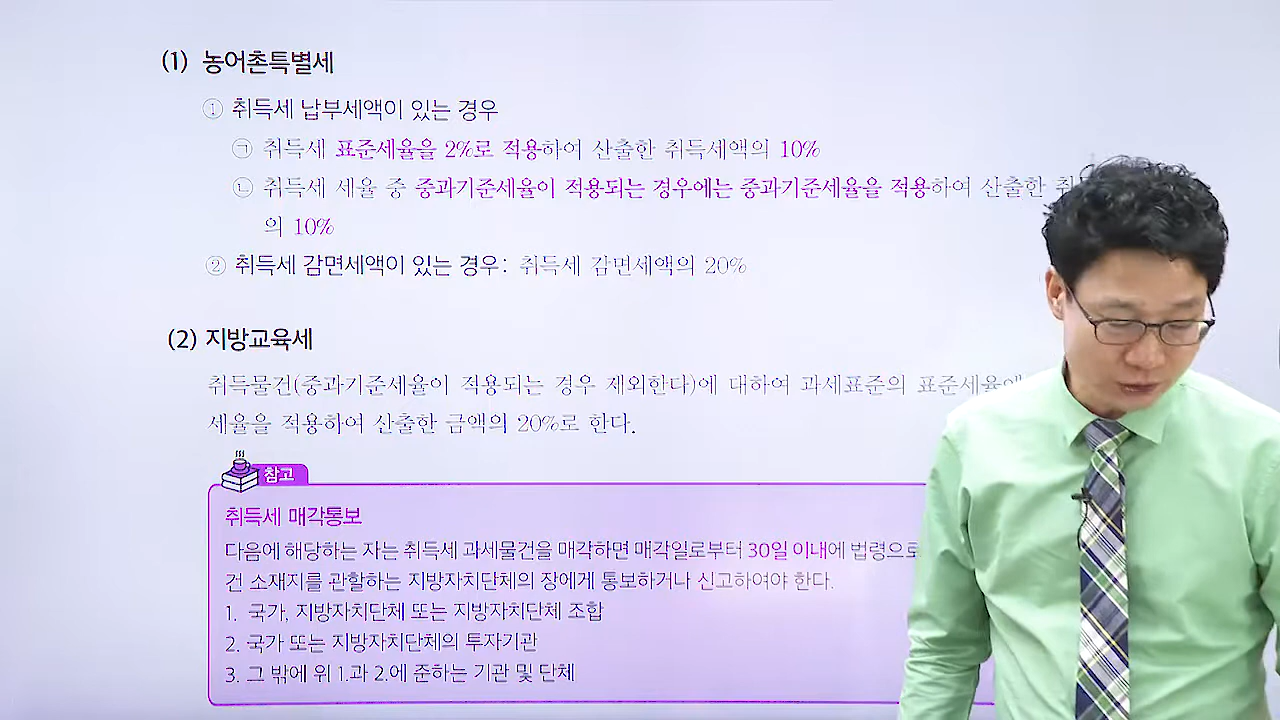 (1) 농어촌특별세
① 취득세 납부세액이 있는 경우
㉠ 취득세 표준세율을 2%로 적용하여 산출한 취득세액의 10%
㉡ 취득세 세율 중 중과기준세율이 적용되는 경우에는 중과기준세율을 적용하여 산출한
의 10%
② 취득세 감면세액이 있는 경우: 취득세 감면세액의 20%
(2) 지방교육세
취득물건(중과기준세율이 적용되는 경우 제외한다)에 대하여 과세표준의 표준세율에
세율을 적용하여 산출한 금액의 20%로 한다.
참고
취득세 매각통보
다음에 해당하는 자는 취득세 과세물건을 매각하면 매각일로부터 30일 이내에 법령으로
건 소재지를 관할하는 지방자치단체의 장에게 통보하거나 신고하여야 한다.
1. 국가, 지방자치단체 또는 지방자치단체 조합
2. 국가 또는 지방자치단체의 투자기관
3. 그 밖에 위 1.과 2.에 준하는 기관 및 단체